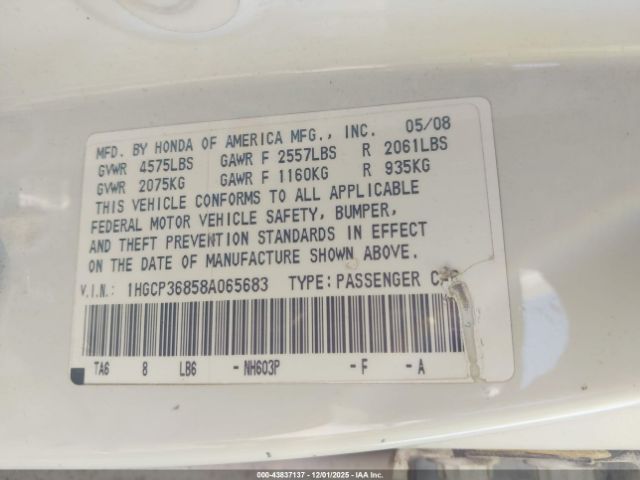 MFD. BY HONDA OF AMERICA MFG., INC. 05/08
GVWR 4575LBS GAWR F 2557LBS R 2061LBS
GVWR 2075KG GAWR F 1160KG R 935KG
THIS VEHICLE CONFORMS TO ALL APPLICABLE
FEDERAL MOTOR VEHICLE SAFETY, BUMPER,
AND THEFT PREVENTION STANDARDS IN EFFECT
ON THE DATE OF MANUFACTURE SHOWN ABOVE.
V.I.N.: 1HGCP36858A065683 TYPE: PASSENGER
TA6 8 LB6 - NH603P - F - A
000-43837137 - 12/01/2025 - IAAI Inc.